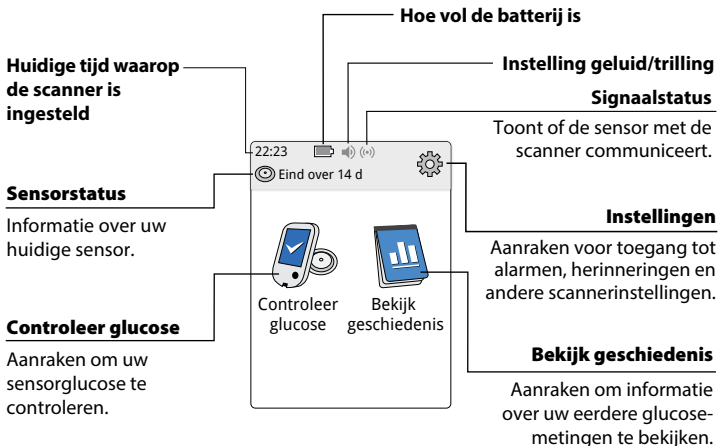 Hoe vol de batterij is
Huidige tijd waarop
de scanner is
ingesteld
Instelling geluid/trilling
Signaalstatus
Toont of de sensor met de
scanner communiceert.
22:23
Eind over 14 d
Sensorstatus
Informatie over uw
huidige sensor.
Instellingen
Aanraken voor toegang tot
alarmen, herinneringen en
andere scannerinstellingen.
Controleer
glucose
Bekijk
geschiedenis
Controleer glucose
Aanraken om uw
sensorglucose te
controleren.
Bekijk geschiedenis
Aanraken om informatie
over uw eerdere glucose-
metingen te bekijken.